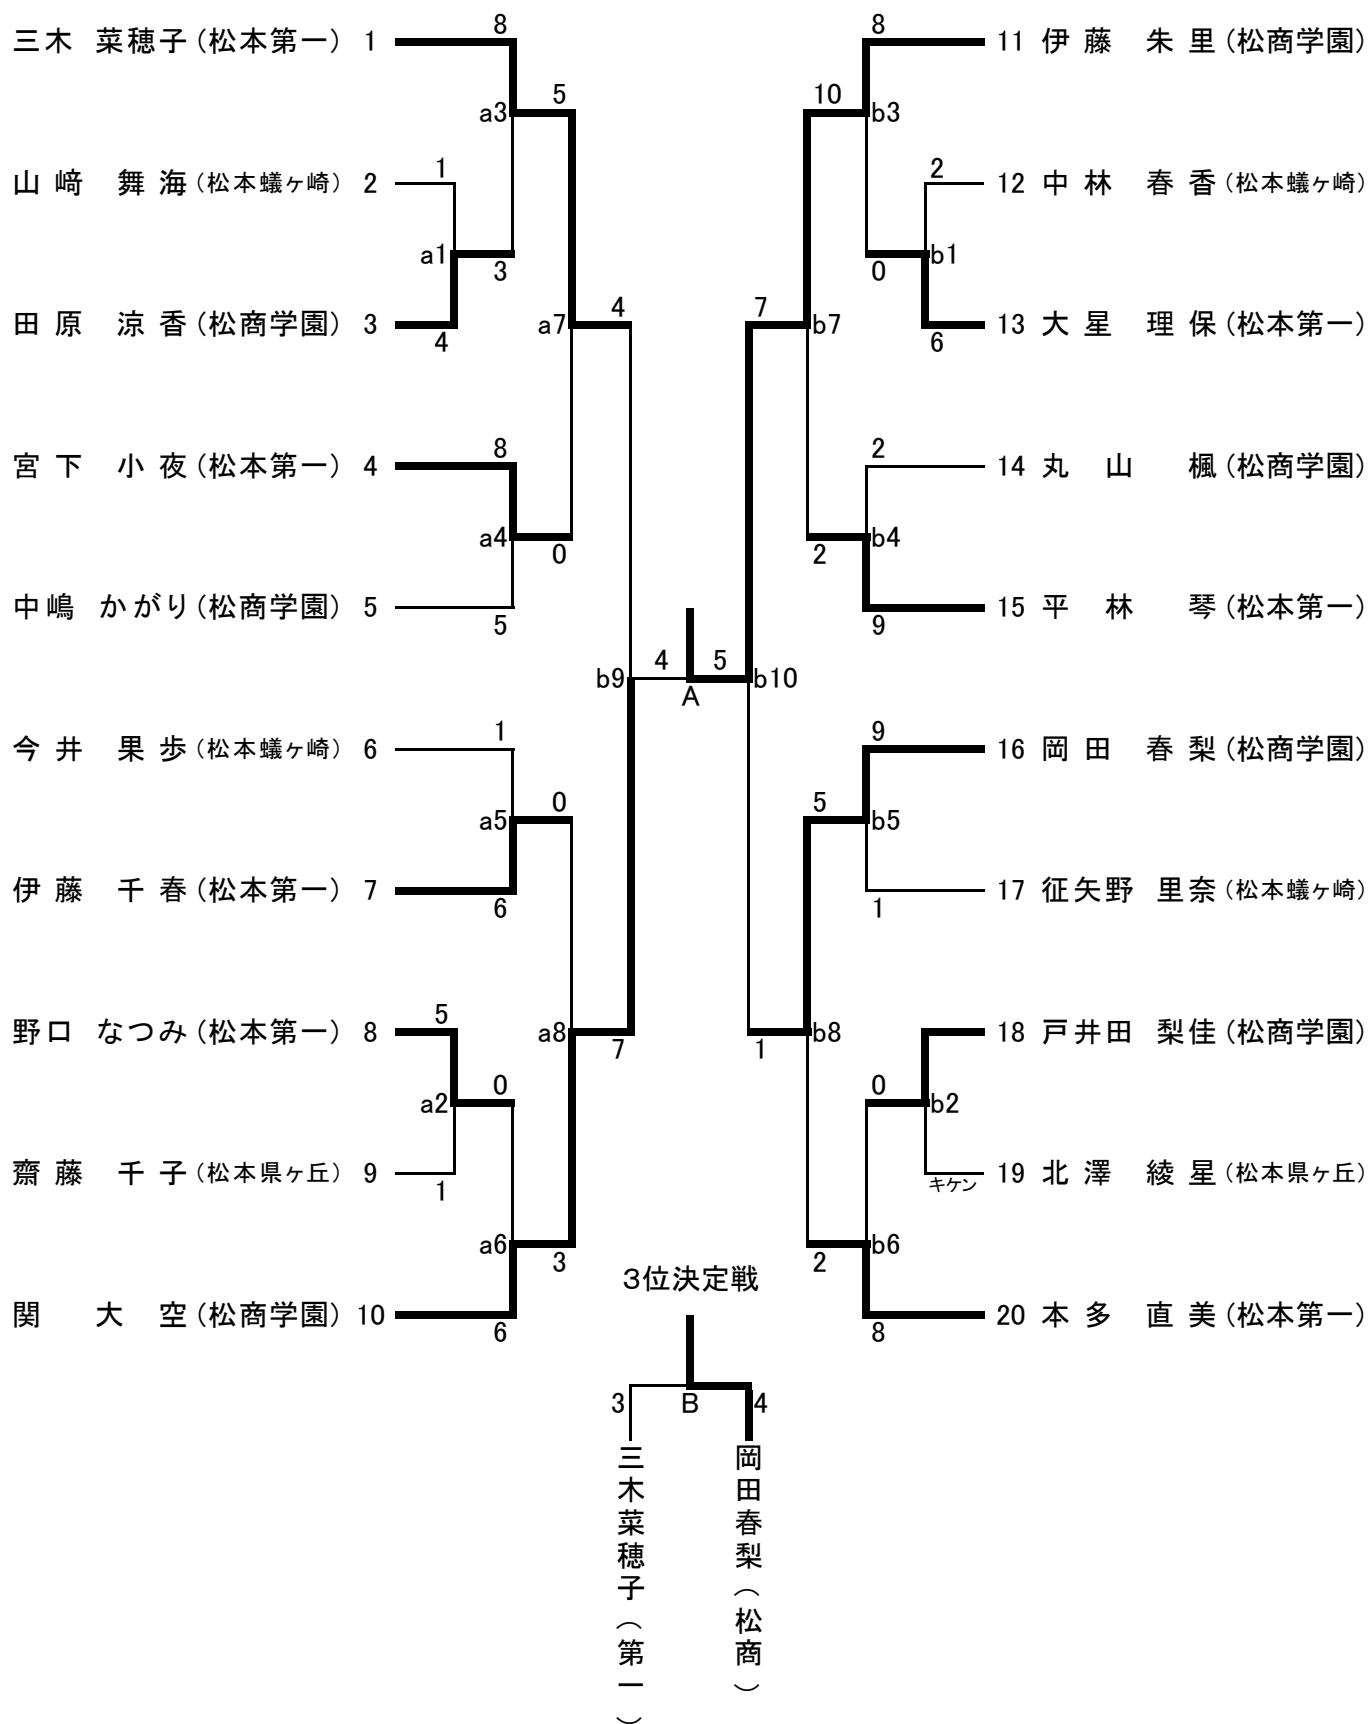 三木 菜穂子 (松本第一) 1
8
5
a3
山﨑 舞海 (松本蟻ヶ崎) 2
1
a1
3
田原 涼香 (松商学園) 3
4
a7
4
宮下 小夜 (松本第一) 4
8
a4
0
中嶋 かがり (松商学園) 5
5
b9
4
今井 果歩 (松本蟻ヶ崎) 6
1
0
a5
伊藤 千春 (松本第一) 7
6
野口 なつみ (松本第一) 8
5
a8
7
0
a2
齋藤 千子 (松本県ヶ丘) 9
1
a6
3
関 大空 (松商学園) 10
6
A
8
11 伊藤 朱里 (松商学園)
10
b3
2
12 中林 春香 (松本蟻ヶ崎)
0
b1
7
b7
13 大星 理保 (松本第一)
6
2
14 丸山 楓 (松商学園)
2
b4
15 平林 琴 (松本第一)
9
5
b10
9
16 岡田 春梨 (松商学園)
5
b5
17 征矢野 里奈 (松本蟻ヶ崎)
1
1
b8
18 戸井田 梨佳 (松商学園)
0
b2
キケン
19 北澤 綾星 (松本県ヶ丘)
2
b6
20 本多 直美 (松本第一)
8
3位決定戦
3
B
4
三木菜穂子(第一)
岡田春梨(松商)